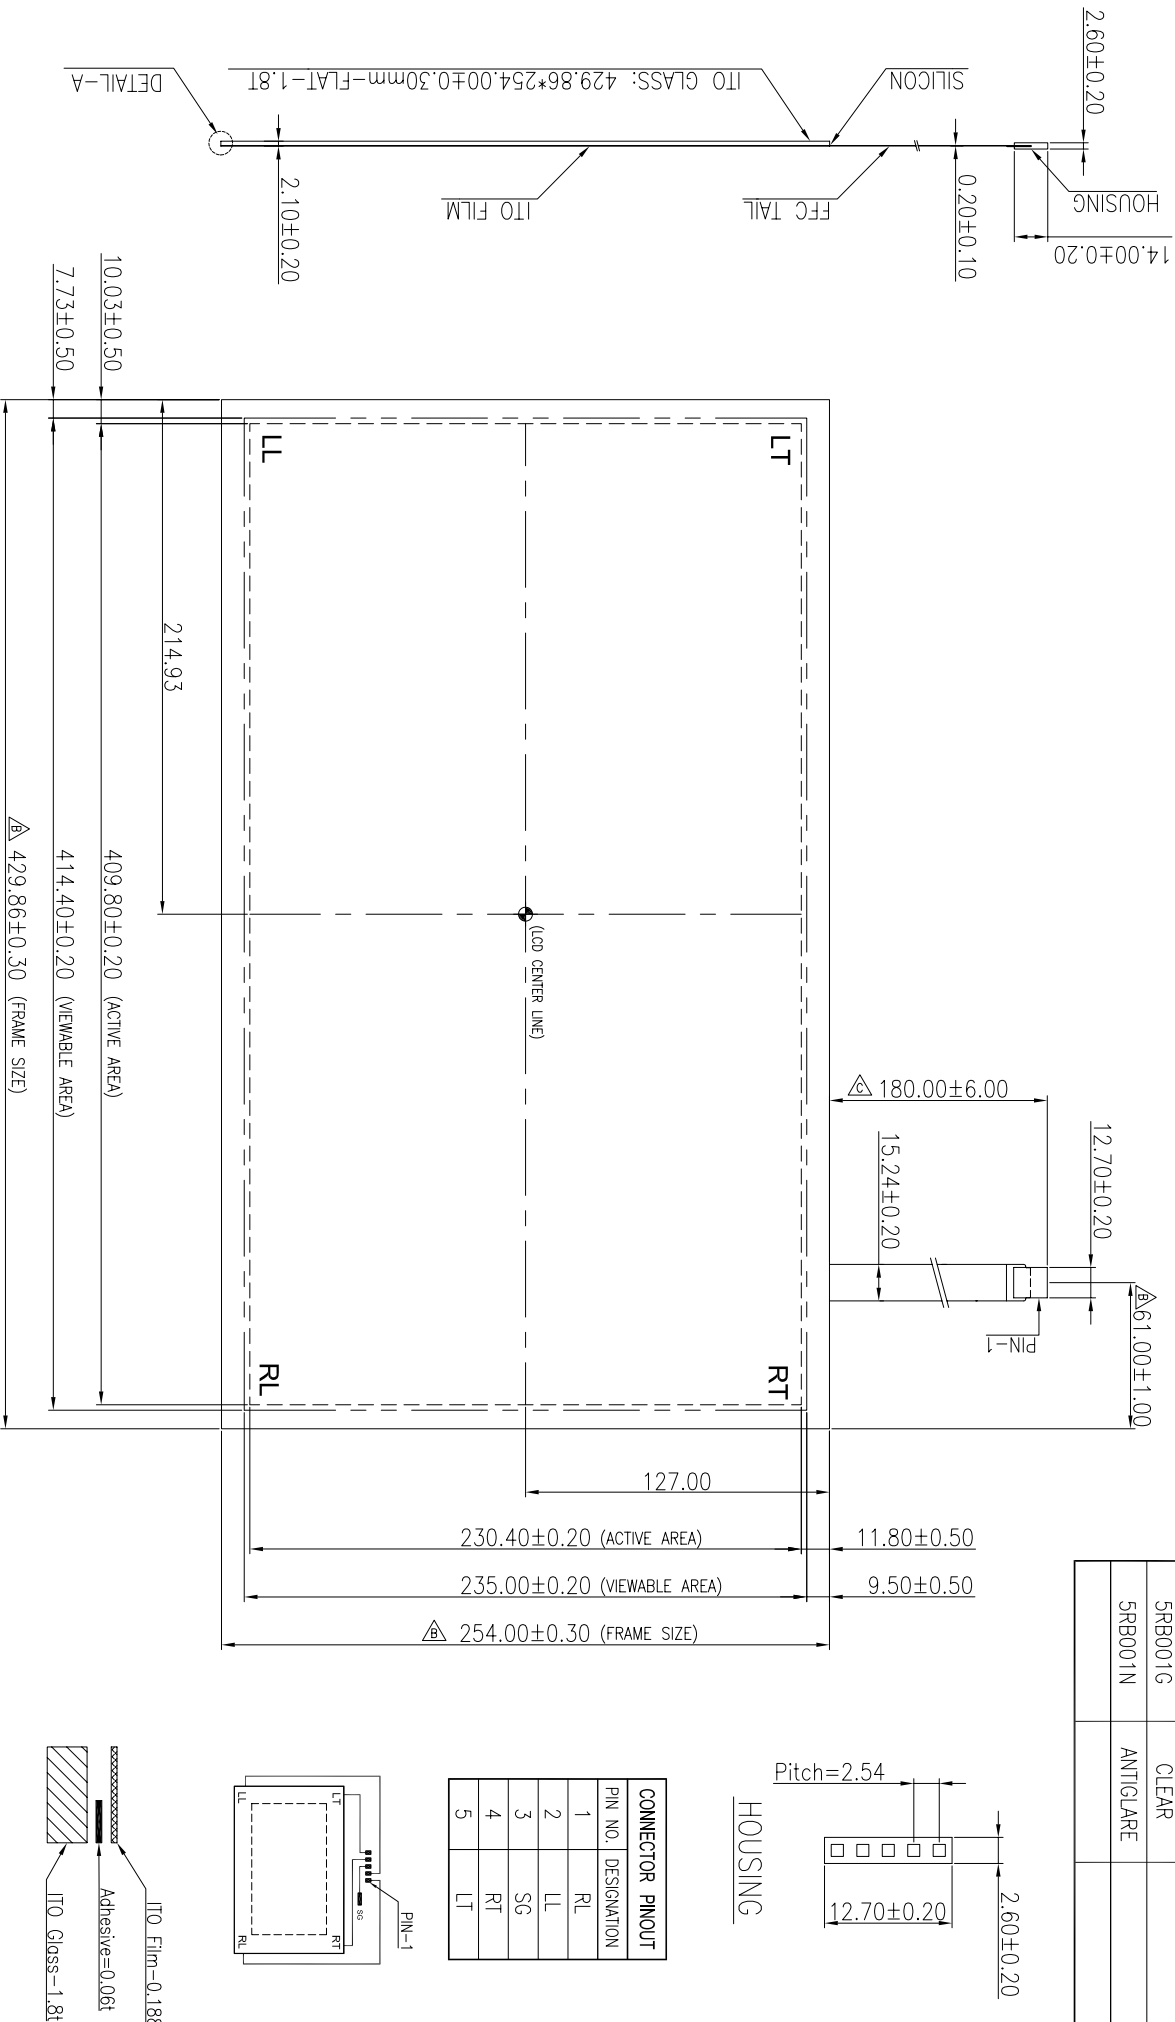 2.60±0.20
14.00±0.20
HOUSING
0.20±0.10
SILICON
FFC TAIL
ITO GLASS: 429.86*254.00±0.30mm-FLAT-1.8T
ITO FILM
2.10±0.20
DETAIL-A
10.03±0.50
7.73±0.50
LT
LL
RT
RL
214.93
(LCD CENTER LINE)
409.80±0.20 (ACTIVE AREA)
414.40±0.20 (VIEWABLE AREA)
B 429.86±0.30 (FRAME SIZE)
C 180.00±6.00
15.24±0.20
12.70±0.20
B 61.00±1.00
PIN-1
127.00
230.40±0.20 (ACTIVE AREA)
11.80±0.50
235.00±0.20 (VIEWABLE AREA)
9.50±0.50
B 254.00±0.30 (FRAME SIZE)
5RB001G CLEAR
5RB001N ANTIGLARE
Pitch=2.54
2.60±0.20
12.70±0.20
HOUSING
CONNECTOR PINOUT
PIN NO. DESIGNATION
1 RL
2 LL
3 SG
4 RT
5 LT
PIN-1
SG
LT
RT
LL
RL
ITO Film-0.188
Adhesive=0.06t
ITO Glass-1.8t